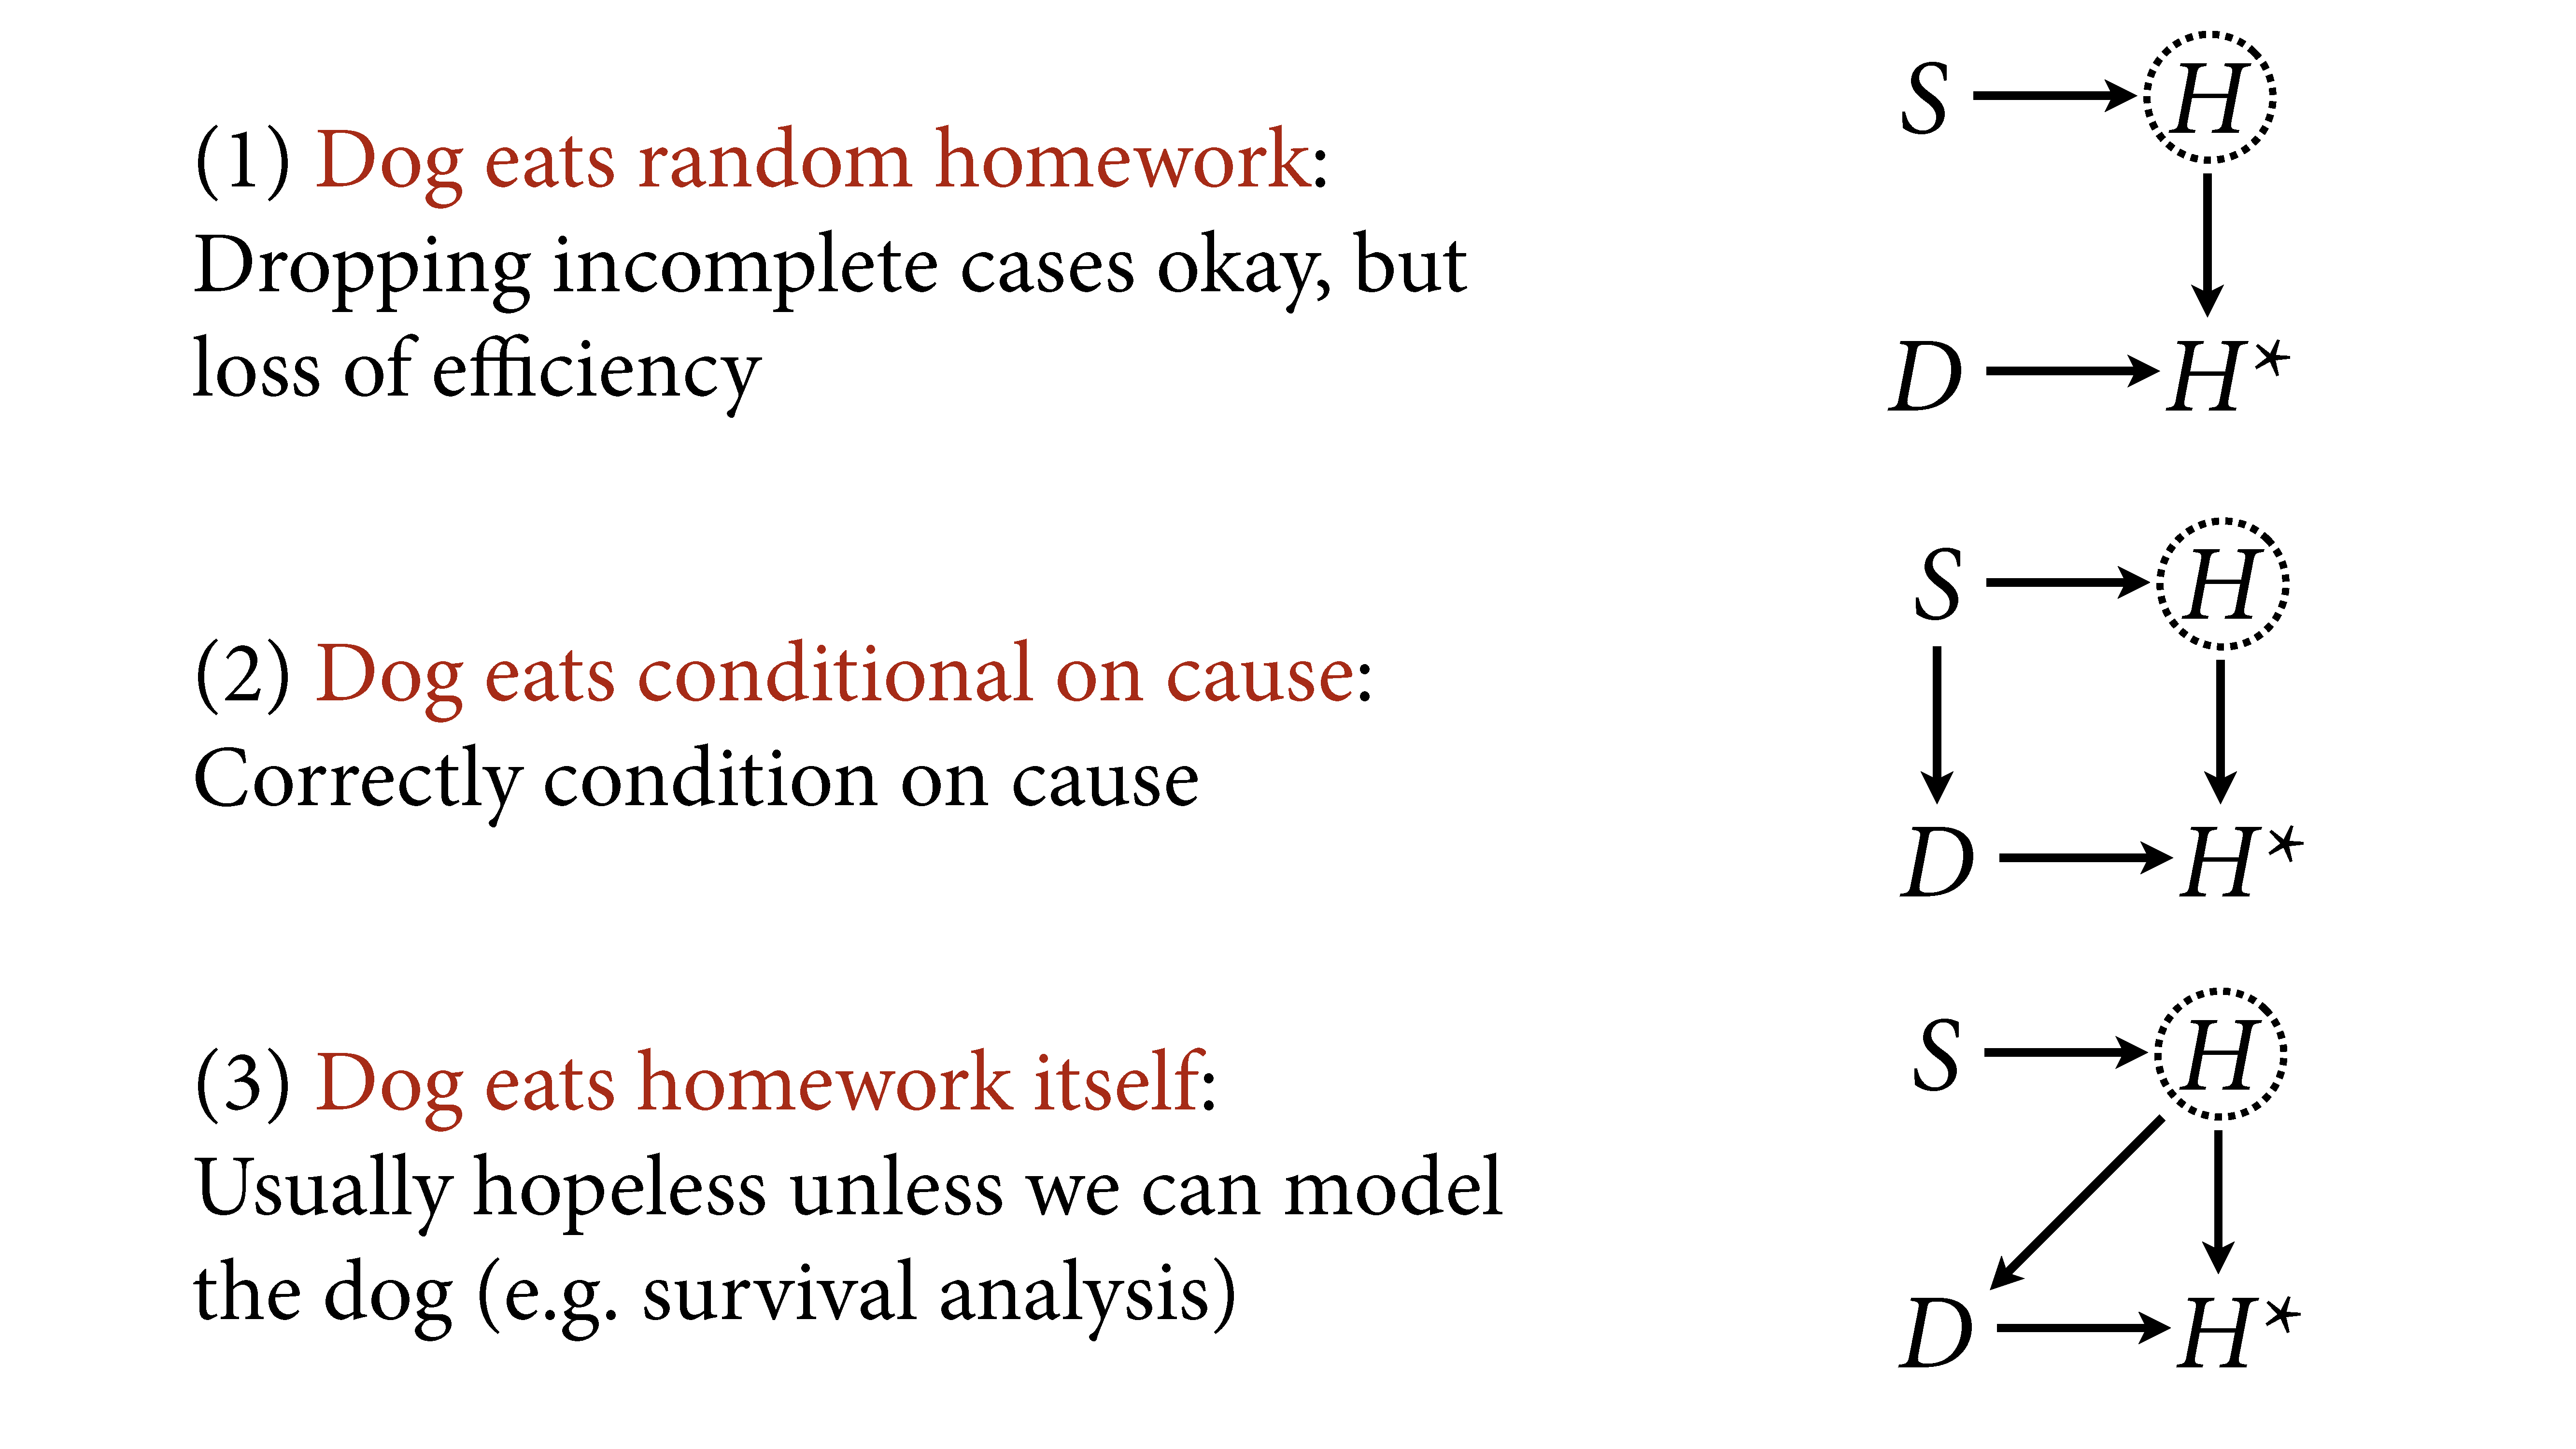 (1) Dog eats random homework:
Dropping incomplete cases okay, but
loss of efficiency
S H
D H*
(2) Dog eats conditional on cause:
Correctly condition on cause
S H
D H*
(3) Dog eats homework itself:
Usually hopeless unless we can model
the dog (e.g. survival analysis)
S H
D H*